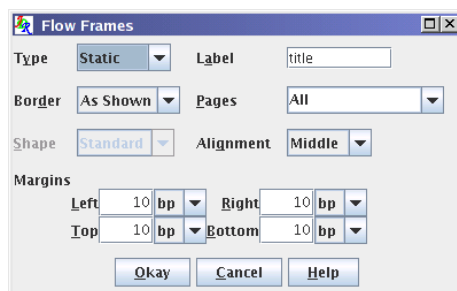 Flow Frames
Type Static Label title
Border As Shown Pages All
Shape Standard Alignment Middle
Margins
Left 10 bp Right 10 bp
Top 10 bp Bottom 10 bp
Okay Cancel Help